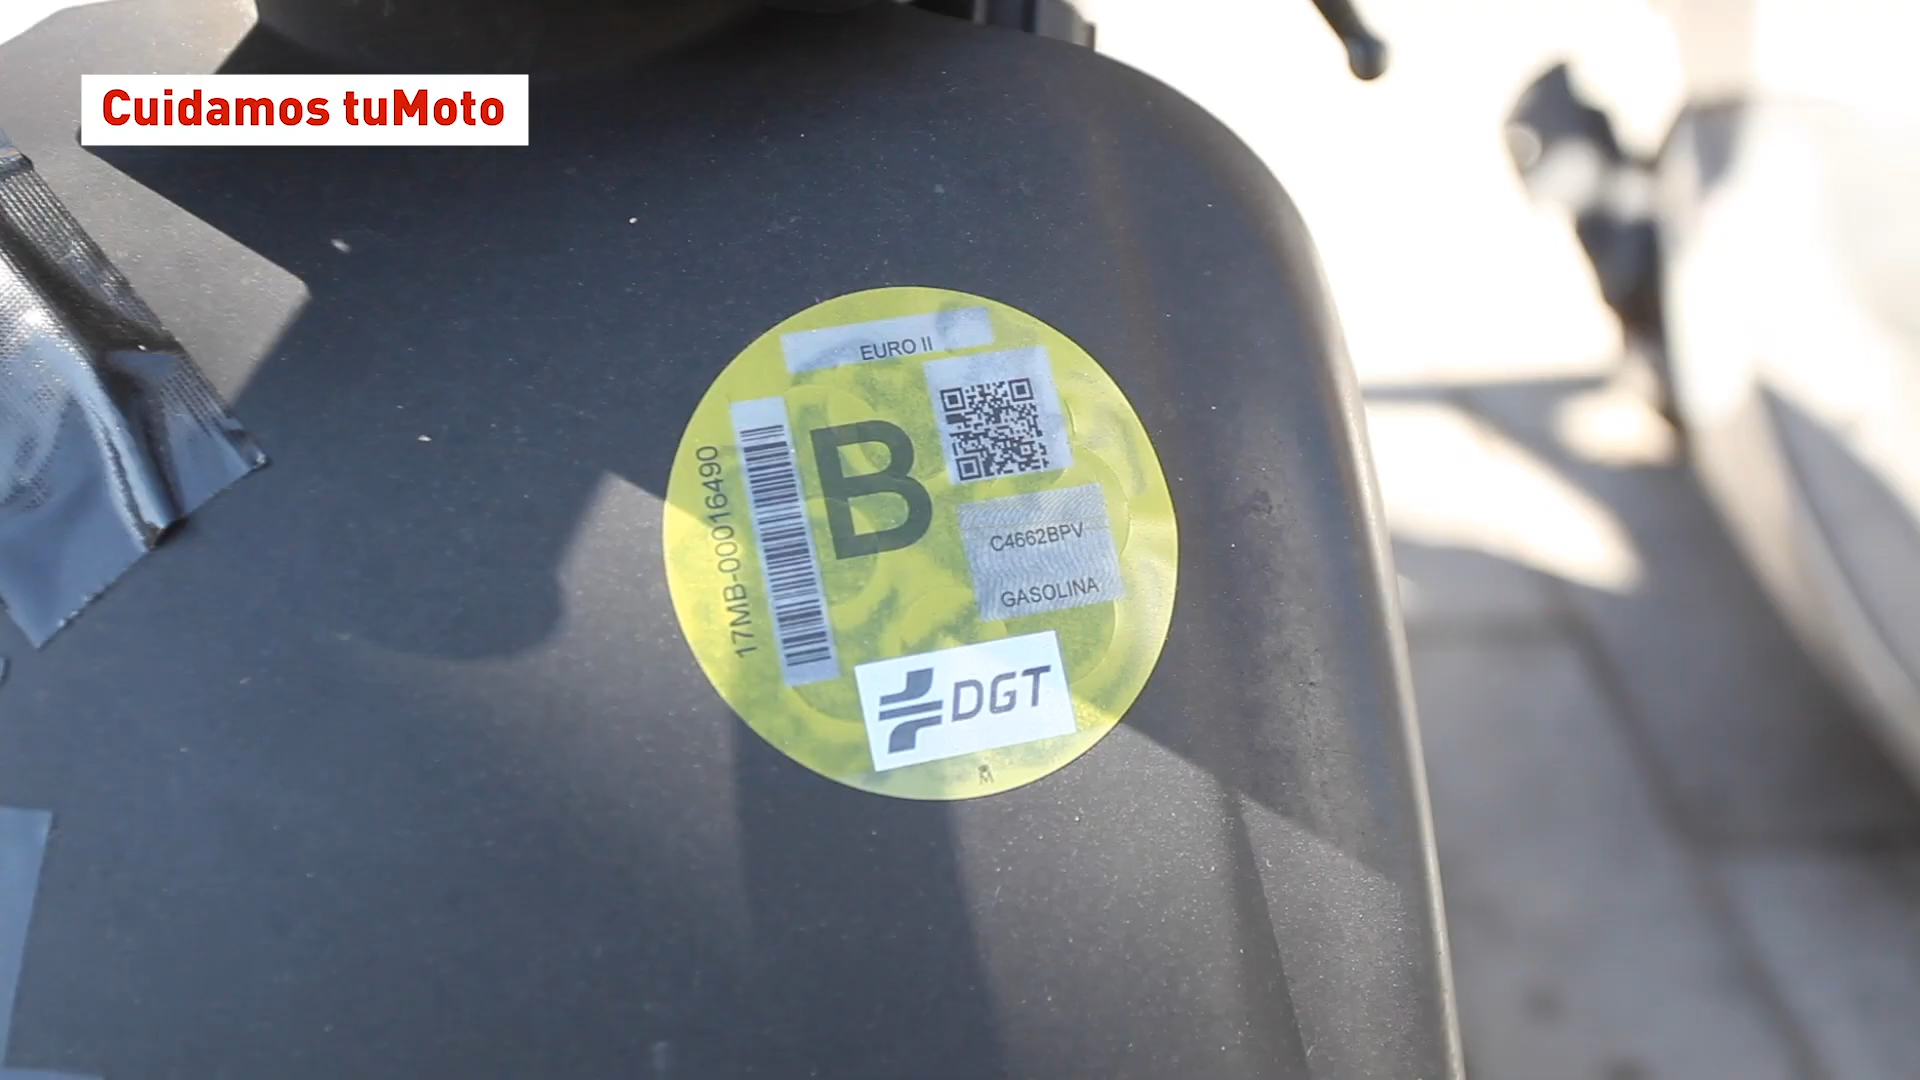 Cuidamos tuMoto
EURO II
B
17MB-00016490
C4662BPV
GASOLINA
DGT
M